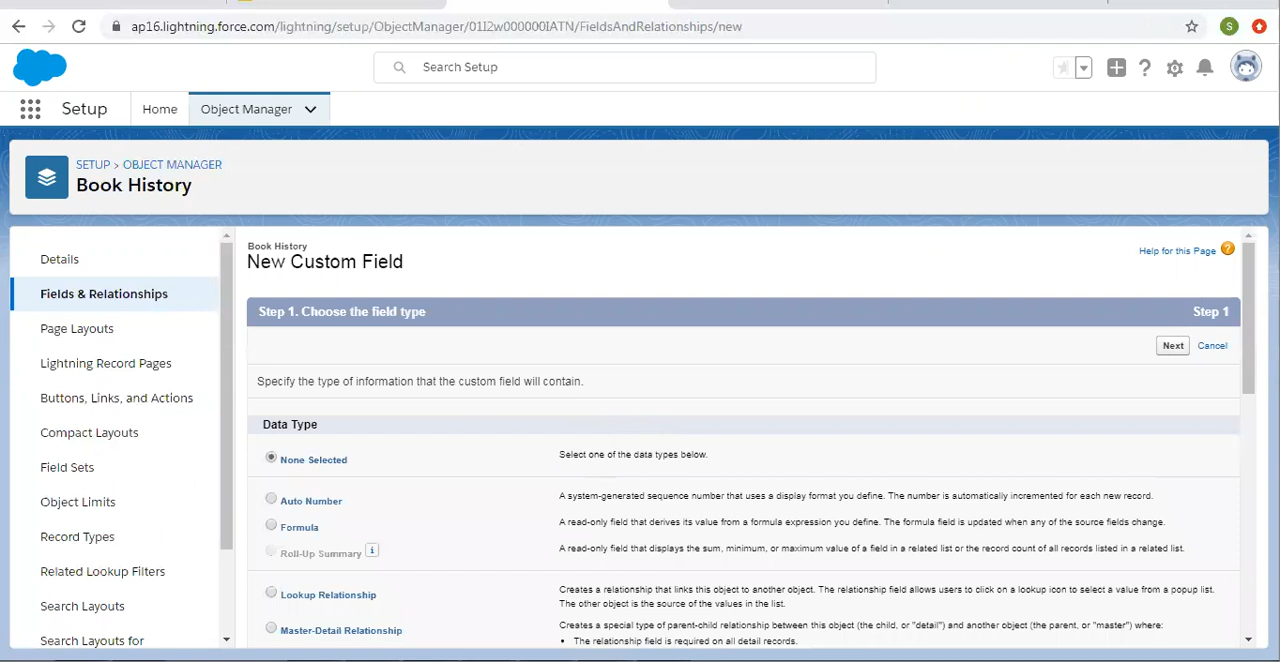 ap16.lightning.force.com/lightning/setup/ObjectManager/01I2w000000IATN/FieldsAndRelationships/new
S
Search Setup
Setup
Home
Object Manager
SETUP > OBJECT MANAGER
Book History
Details
Fields & Relationships
Page Layouts
Lightning Record Pages
Buttons, Links, and Actions
Compact Layouts
Field Sets
Object Limits
Record Types
Related Lookup Filters
Search Layouts
Search Layouts for
Book History
New Custom Field
Help for this Page ?
Step 1. Choose the field type
Step 1
Next
Cancel
Specify the type of information that the custom field will contain.
Data Type
None Selected
Select one of the data types below.
Auto Number
A system-generated sequence number that uses a display format you define. The number is automatically incremented for each new record.
Formula
A read-only field that derives its value from a formula expression you define. The formula field is updated when any of the source fields change.
Roll-Up Summary i
A read-only field that displays the sum, minimum, or maximum value of a field in a related list or the record count of all records listed in a related list.
Lookup Relationship
Creates a relationship that links this object to another object. The relationship field allows users to click on a lookup icon to select a value from a popup list.
The other object is the source of the values in the list.
Master-Detail Relationship
Creates a special type of parent-child relationship between this object (the child, or "detail") and another object (the parent, or "master") where:
• The relationship field is required on all detail records.